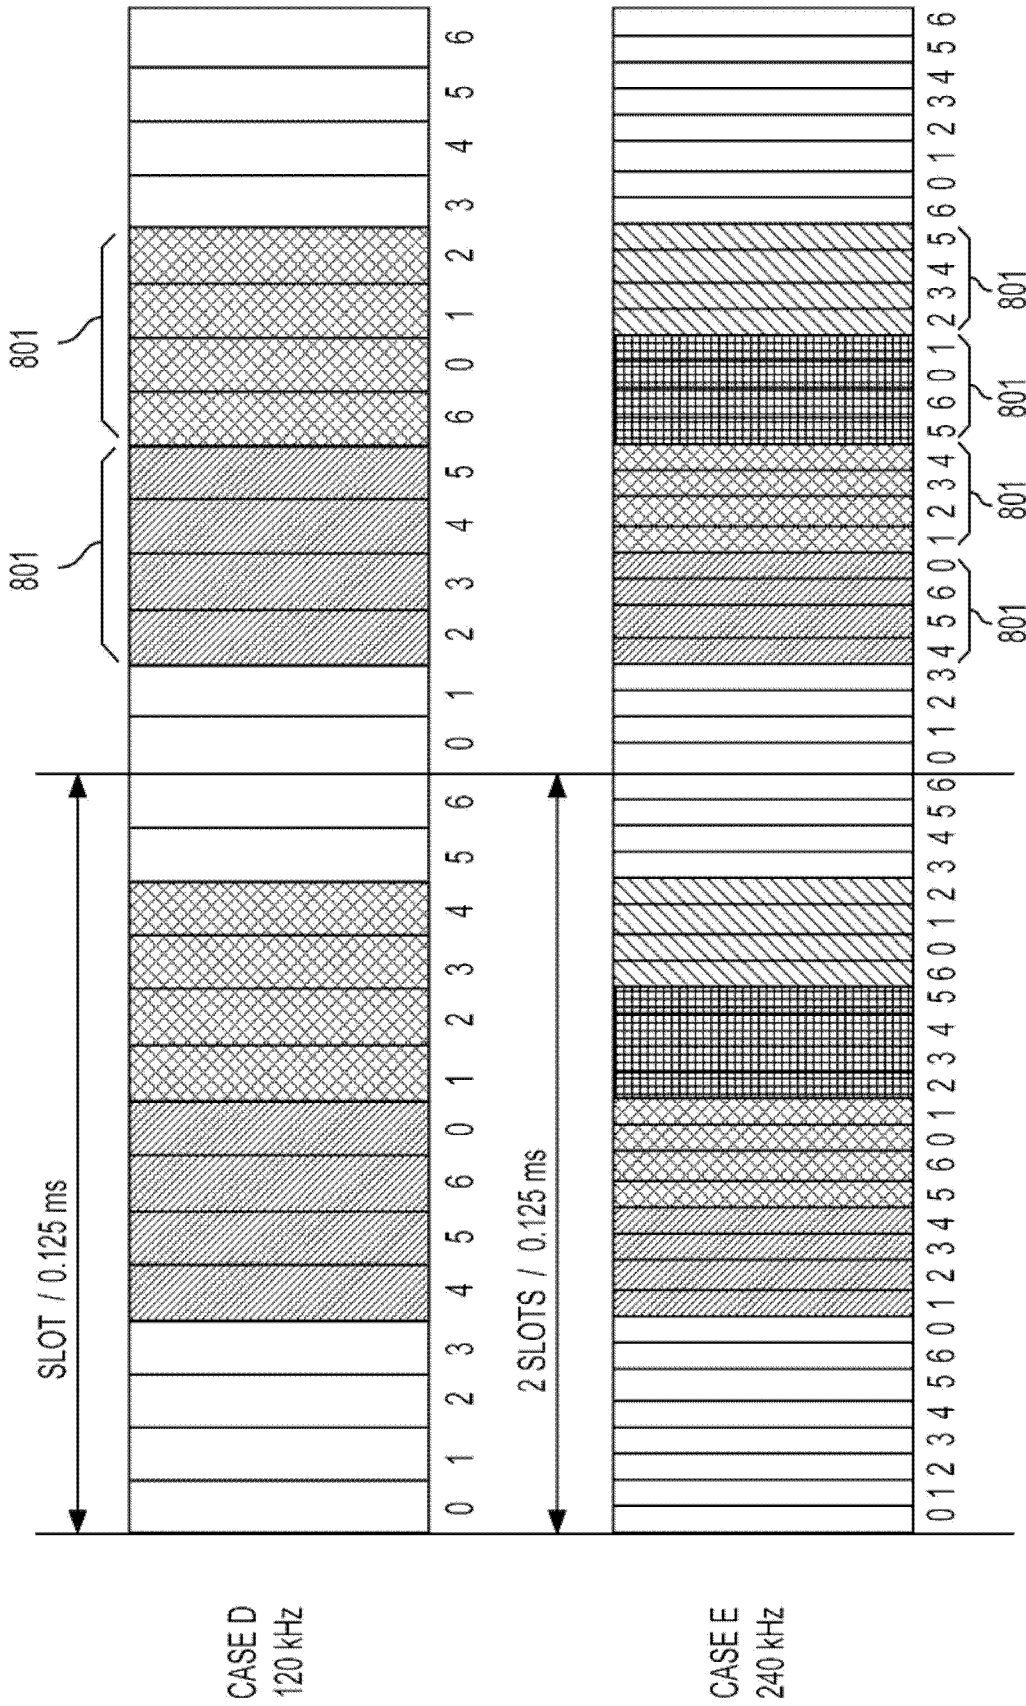 801 801
SLOT / 0.125 ms
CASE D
120 kHz
0 1 2 3 4 5 6 0 1 2 3 4 5 6 0 1 2 3 4 5 6 0 1 2 3 4 5 6
2 SLOTS / 0.125 ms
CASE E
240 kHz
0 1 2 3 4 5 6 0 1 2 3 4 5 6 0 1 2 3 4 5 6 0 1 2 3 4 5 6 0 1 2 3 4 5 6 0 1 2 3 4 5 6 0 1 2 3 4 5 6 0 1 2 3 4 5 6
801 801 801 801